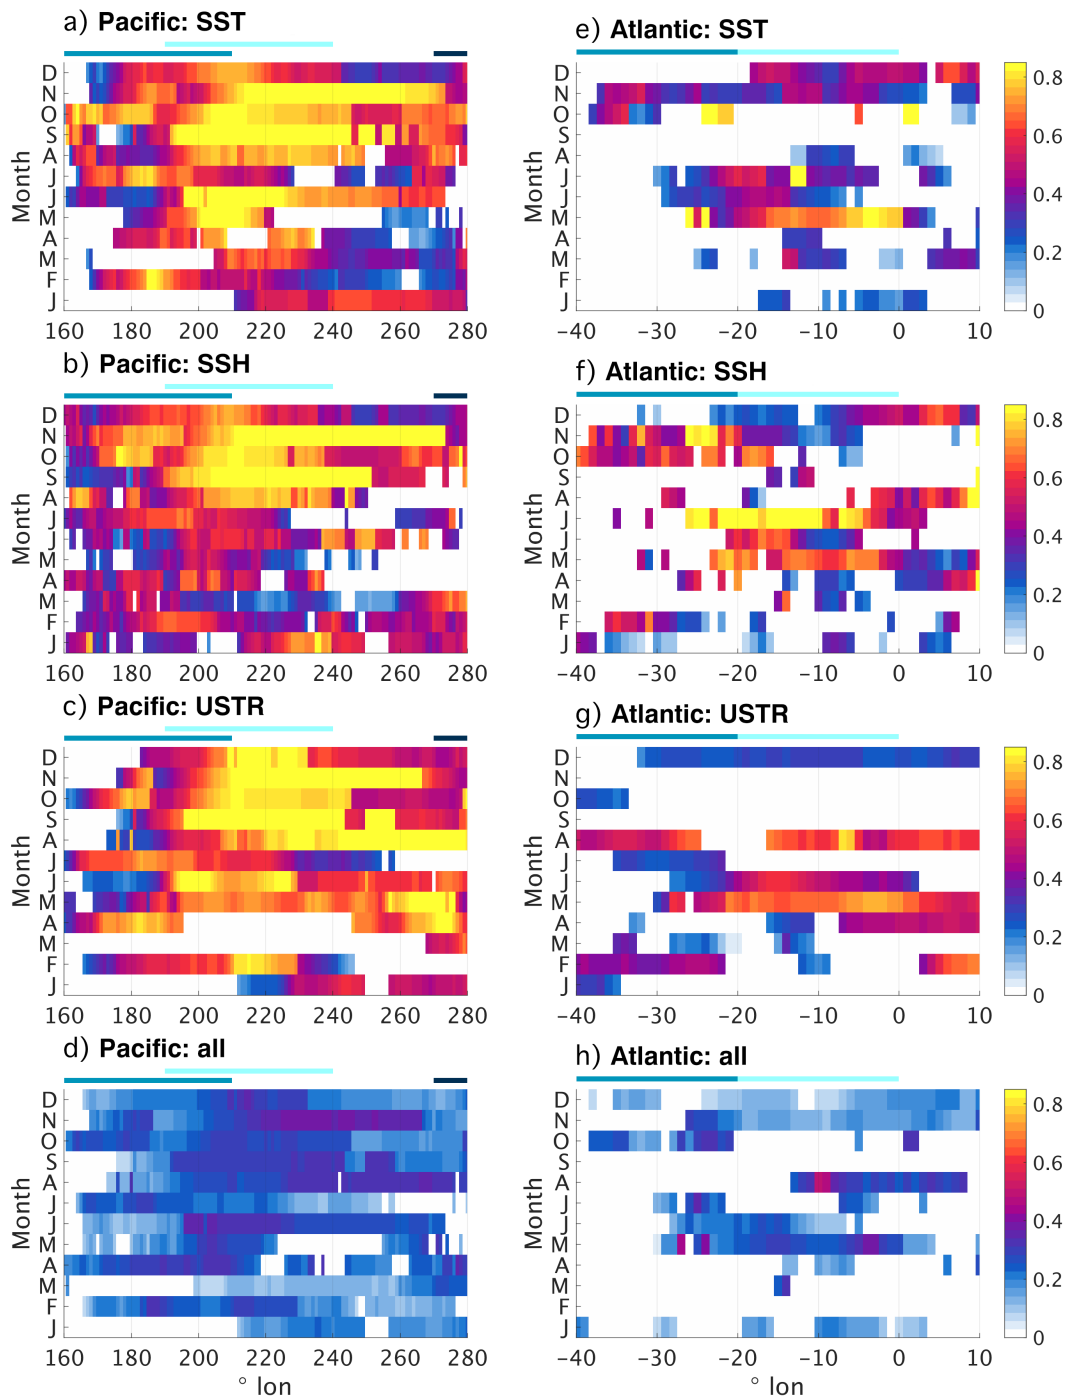 a) Pacific: SST
Month
D
N
O
S
A
J
J
M
A
M
F
J
160 180 200 220 240 260 280
e) Atlantic: SST
Month
D
N
O
S
A
J
J
M
A
M
F
J
−40 −30 −20 −10 0 10
0.8
0.6
0.4
0.2
0
b) Pacific: SSH
Month
D
N
O
S
A
J
J
M
A
M
F
J
160 180 200 220 240 260 280
f) Atlantic: SSH
Month
D
N
O
S
A
J
J
M
A
M
F
J
−40 −30 −20 −10 0 10
0.8
0.6
0.4
0.2
0
c) Pacific: USTR
Month
D
N
O
S
A
J
J
M
A
M
F
J
160 180 200 220 240 260 280
g) Atlantic: USTR
Month
D
N
O
S
A
J
J
M
A
M
F
J
−40 −30 −20 −10 0 10
0.8
0.6
0.4
0.2
0
d) Pacific: all
Month
D
N
O
S
A
J
J
M
A
M
F
J
160 180 200 220 240 260 280
° lon
h) Atlantic: all
Month
D
N
O
S
A
J
J
M
A
M
F
J
−40 −30 −20 −10 0 10
° lon
0.8
0.6
0.4
0.2
0